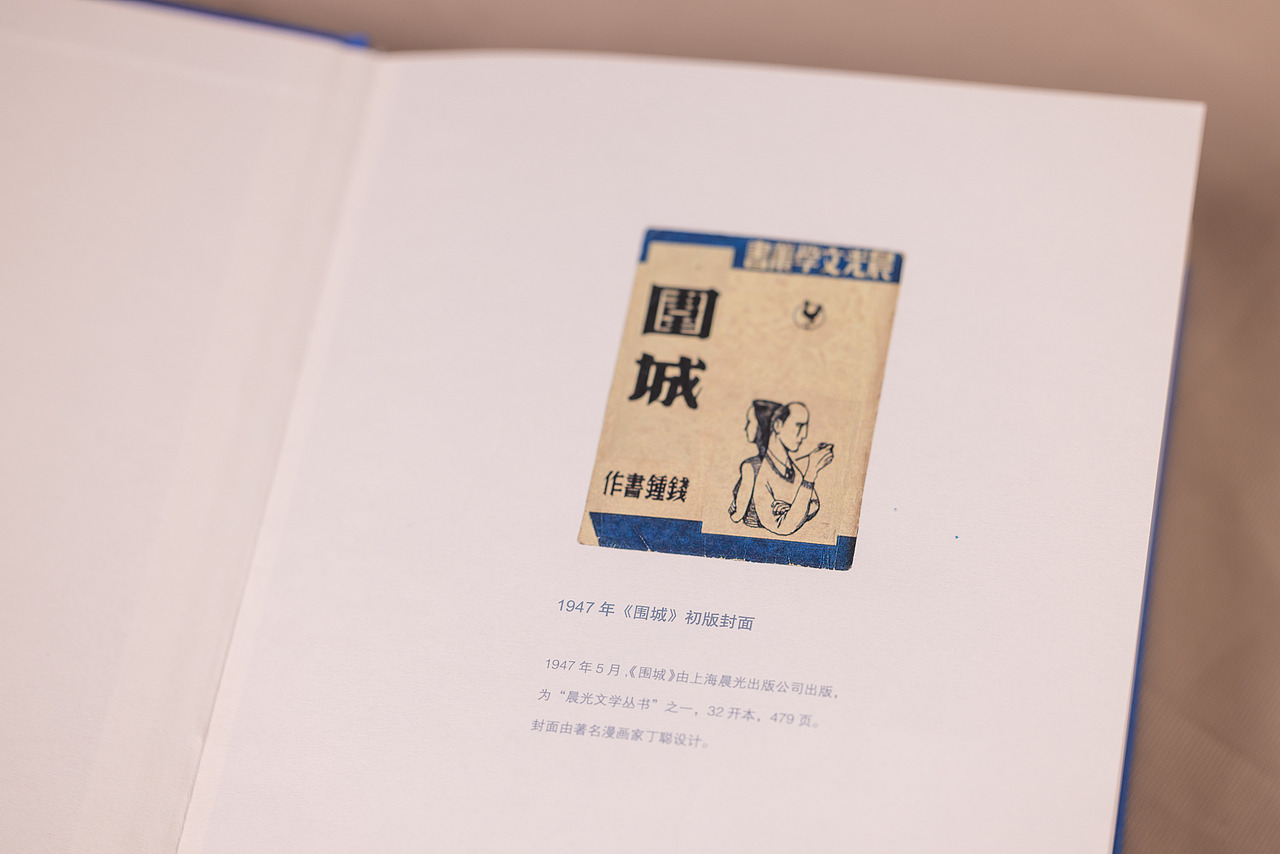 晨光文學叢書
圍
城
錢鍾書作
1947 年《围城》初版封面
1947 年 5 月，《围城》由上海晨光出版公司出版，
为“晨光文学丛书”之一，32 开本，479 页。
封面由著名漫画家丁聪设计。